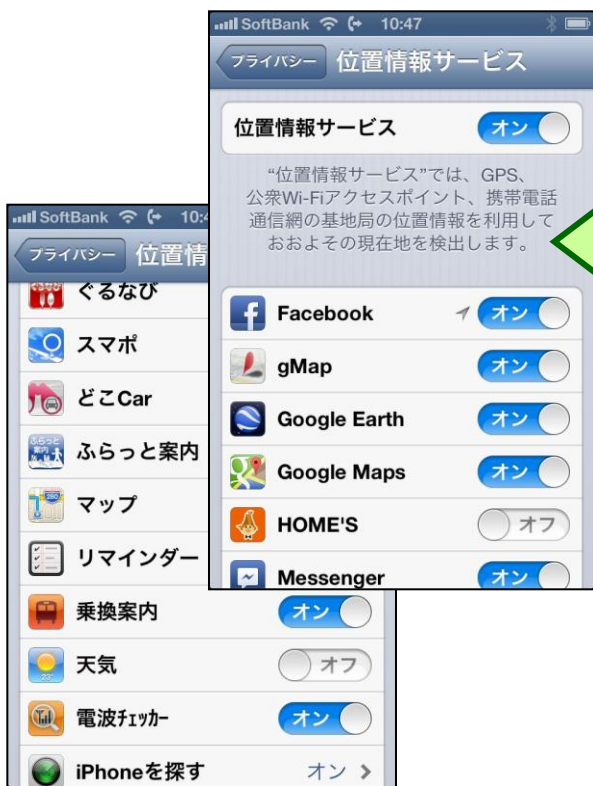 SoftBank 10:47
プライバシー 位置情報サービス
位置情報サービス オン
“位置情報サービス”では、GPS、
公衆Wi-Fiアクセスポイント、携帯電話
通信網の基地局の位置情報を利用して
おおよその現在地を検出します。
Facebook オン
gMap オン
Google Earth オン
Google Maps オン
HOME'S オフ
Messenger オン
SoftBank 10:4
プライバシー 位置情
ぐるなび
スマポ
どこCar
ふらっと案内
マップ
リマインダー
乗換案内 オン
天気 オフ
電波ﾁｪｯｶｰ オン
iPhoneを探す オン